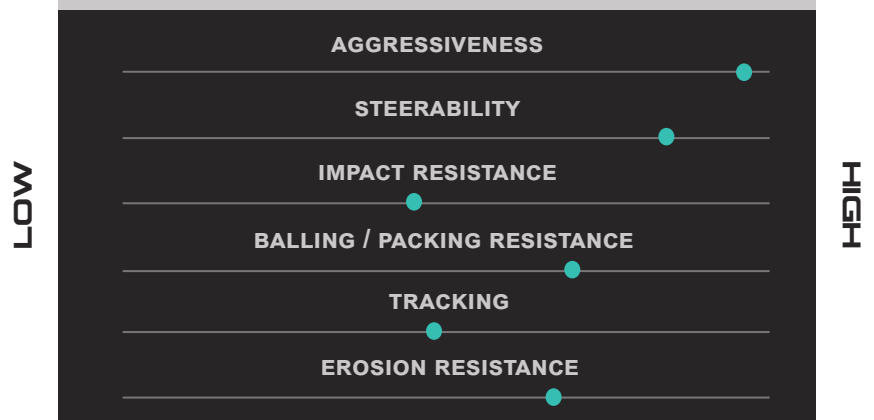 AGGRESSIVENESS
STEERABILITY
IMPACT RESISTANCE
BALLING / PACKING RESISTANCE
TRACKING
EROSION RESISTANCE
LOW
HIGH